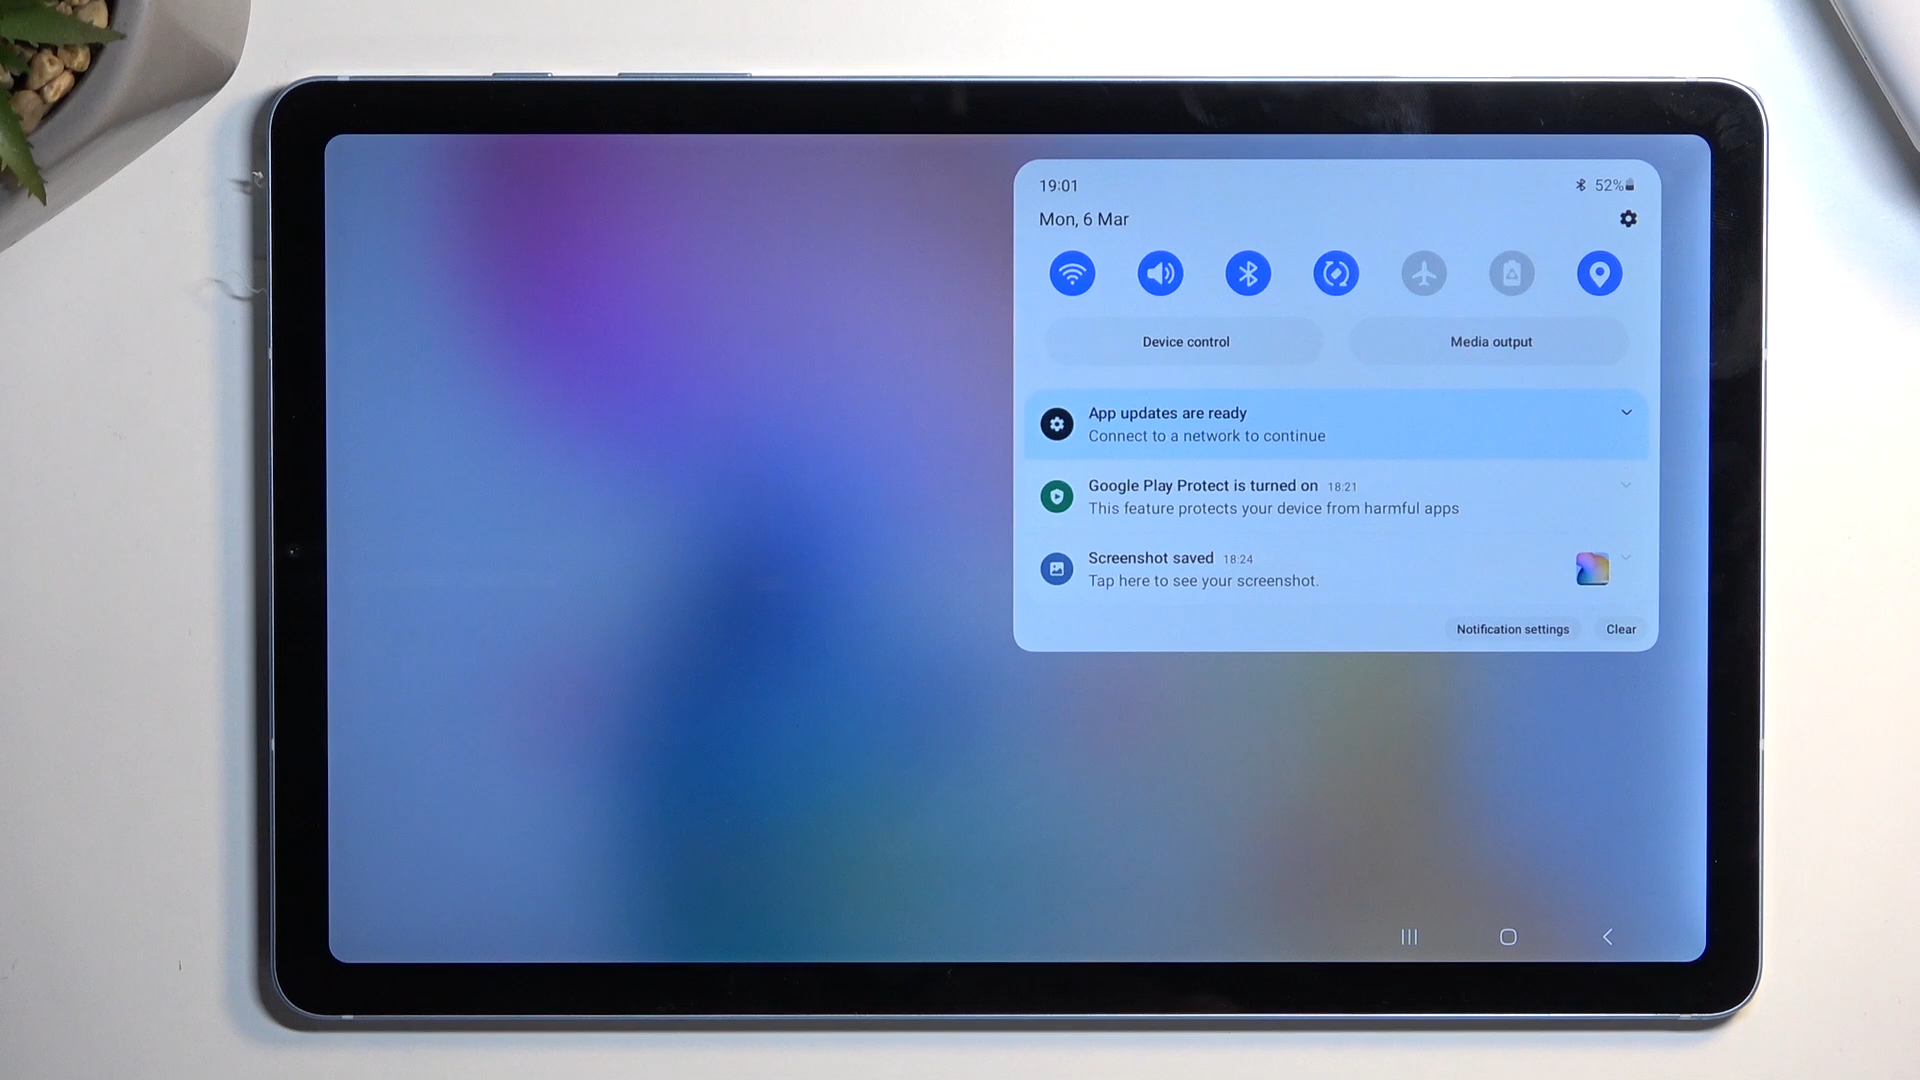 19:01
52%
Mon, 6 Mar
Device control
Media output
App updates are ready
Connect to a network to continue
Google Play Protect is turned on 18:21
This feature protects your device from harmful apps
Screenshot saved 18:24
Tap here to see your screenshot.
Notification settings
Clear